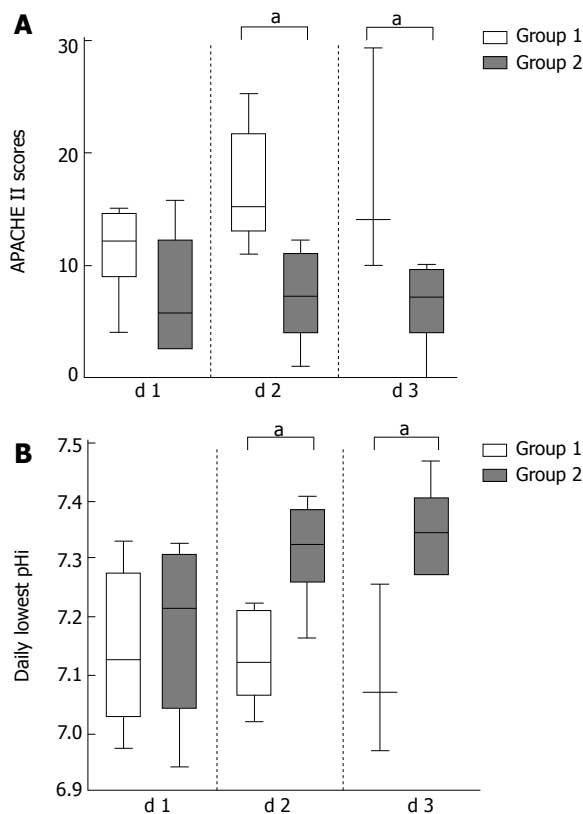 A
a
a
Group 1
Group 2
30
20
10
0
APACHE II scores
d 1
d 2
d 3
B
a
a
Group 1
Group 2
7.5
7.4
7.3
7.2
7.1
7.0
6.9
Daily lowest pHi
d 1
d 2
d 3